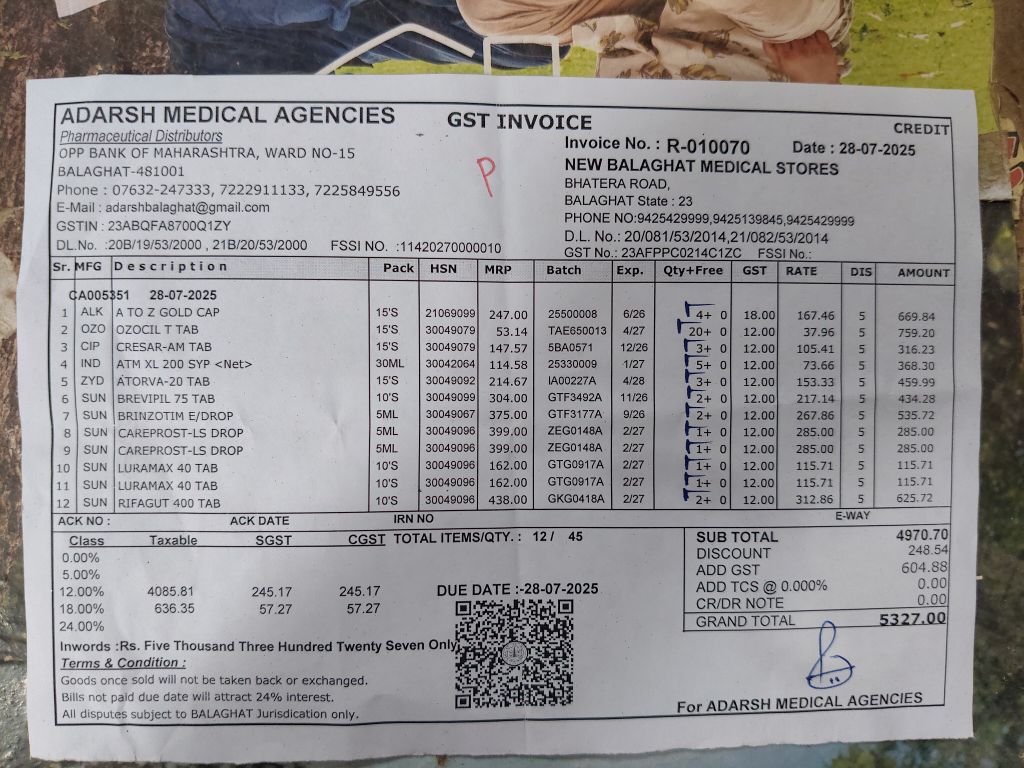 ADARSH MEDICAL AGENCIES
Pharmaceutical Distributors
OPP BANK OF MAHARASHTRA, WARD NO-15
BALAGHAT-481001
Phone : 07632-247333, 7222911133, 7225849556
E-Mail : adarshbalaghat@gmail.com
GSTIN : 23ABQFA8700Q1ZY
DL.No. :20B/19/53/2000 , 21B/20/53/2000 FSSI NO. :11420270000010
GST INVOICE
P
CREDIT
Invoice No. : R-010070 Date : 28-07-2025
NEW BALAGHAT MEDICAL STORES
BHATERA ROAD,
BALAGHAT State : 23
PHONE NO:9425429999,9425139845,9425429999
D.L. No.: 20/081/53/2014,21/082/53/2014
GST No.: 23AFPPC0214C1ZC FSSI No.:
Sr. MFG Description Pack HSN MRP Batch Exp. Qty+Free GST RATE DIS AMOUNT
CA005351 28-07-2025
1 ALK A TO Z GOLD CAP 15'S 21069099 247.00 25500008 6/26 4+ 0 18.00 167.46 5 669.84
2 OZO OZOCIL T TAB 15'S 30049079 53.14 TAE650013 4/27 20+ 0 12.00 37.96 5 759.20
3 CIP CRESAR-AM TAB 15'S 30049079 147.57 5BA0571 12/26 3+ 0 12.00 105.41 5 316.23
4 IND ATM XL 200 SYP <Net> 30ML 30042064 114.58 25330009 1/27 5+ 0 12.00 73.66 5 368.30
5 ZYD ATORVA-20 TAB 15'S 30049092 214.67 IA00227A 4/28 3+ 0 12.00 153.33 5 459.99
6 SUN BREVIPIL 75 TAB 10'S 30049099 304.00 GTF3492A 11/26 2+ 0 12.00 217.14 5 434.28
7 SUN BRINZOTIM E/DROP 5ML 30049067 375.00 GTF3177A 9/26 2+ 0 12.00 267.86 5 535.72
8 SUN CAREPROST-LS DROP 5ML 30049096 399.00 ZEG0148A 2/27 1+ 0 12.00 285.00 5 285.00
9 SUN CAREPROST-LS DROP 5ML 30049096 399.00 ZEG0148A 2/27 1+ 0 12.00 285.00 5 285.00
10 SUN LURAMAX 40 TAB 10'S 30049096 162.00 GTG0917A 2/27 1+ 0 12.00 115.71 5 115.71
11 SUN LURAMAX 40 TAB 10'S 30049096 162.00 GTG0917A 2/27 1+ 0 12.00 115.71 5 115.71
12 SUN RIFAGUT 400 TAB 10'S 30049096 438.00 GKG0418A 2/27 2+ 0 12.00 312.86 5 625.72
ACK NO : ACK DATE IRN NO E-WAY
Class Taxable SGST CGST TOTAL ITEMS/QTY. : 12 / 45
0.00%
5.00%
12.00% 4085.81 245.17 245.17
18.00% 636.35 57.27 57.27
24.00%
DUE DATE :-28-07-2025
SUB TOTAL 4970.70
DISCOUNT 248.54
ADD GST 604.88
ADD TCS @ 0.000% 0.00
CR/DR NOTE 0.00
GRAND TOTAL 5327.00
Inwords :Rs. Five Thousand Three Hundred Twenty Seven Only
Terms & Condition :
Goods once sold will not be taken back or exchanged.
Bills not paid due date will attract 24% interest.
All disputes subject to BALAGHAT Jurisdication only.
For ADARSH MEDICAL AGENCIES